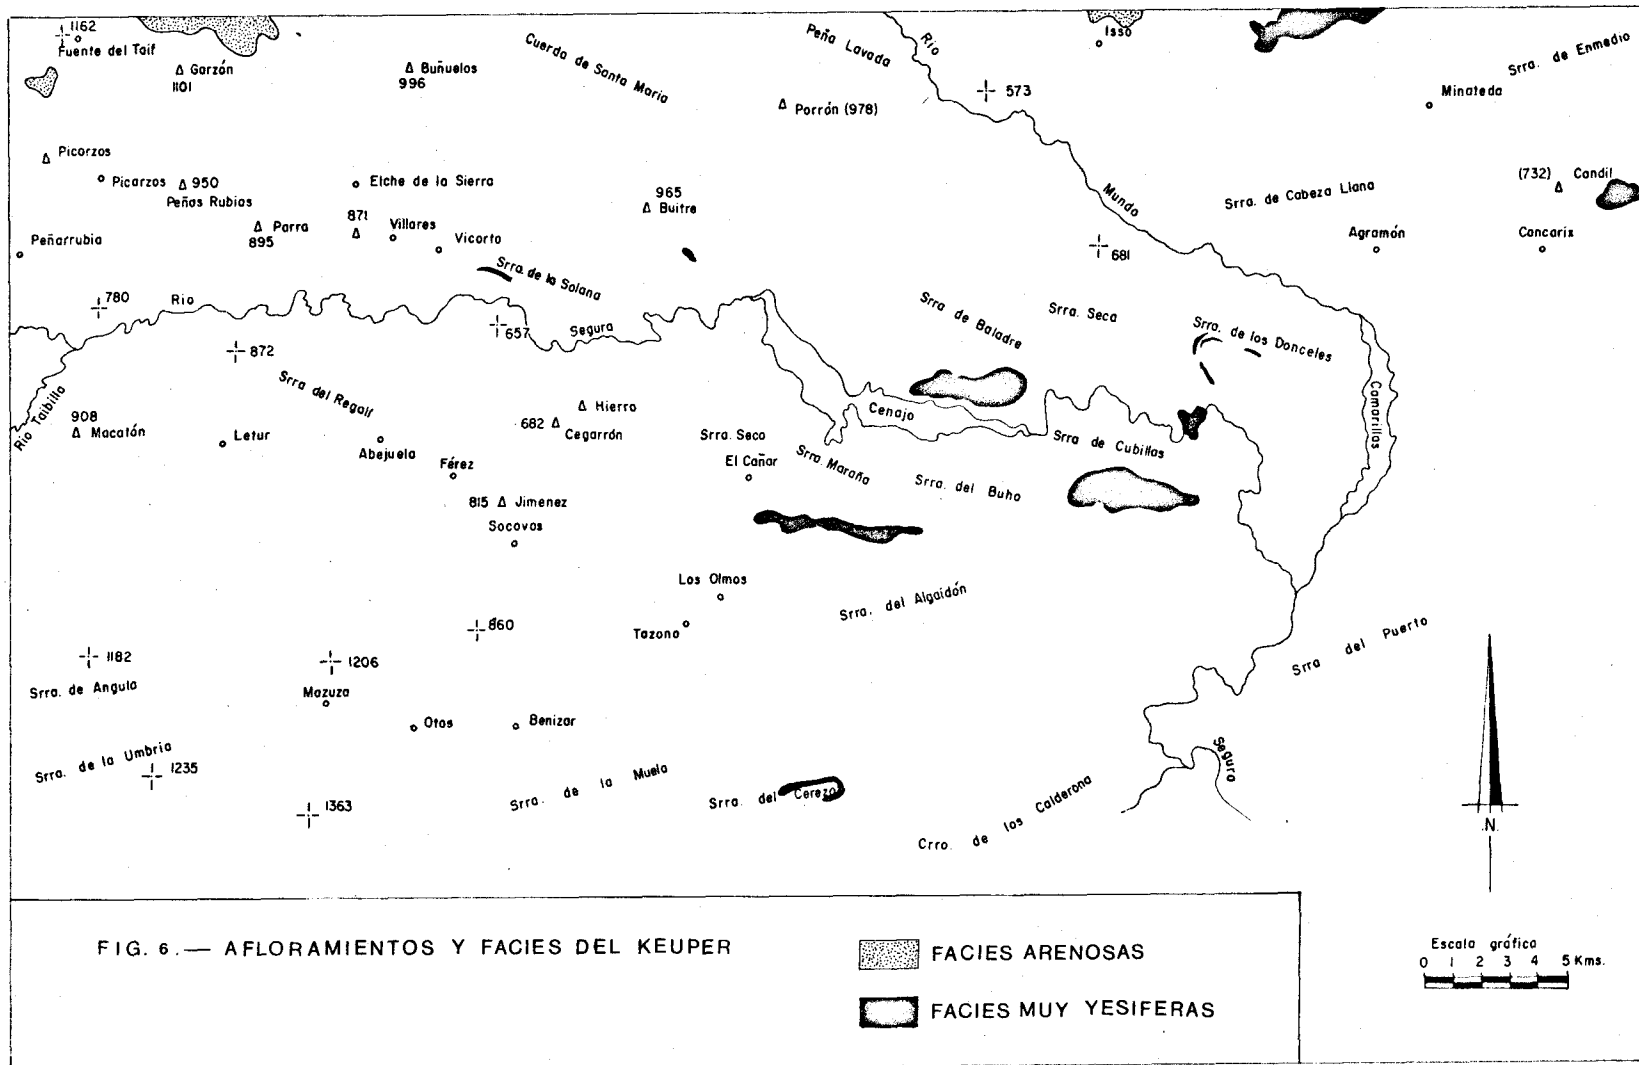 1162
Fuente del Taif
Garzón
1101
Buñuelos
996
Cuerda de Santa Maria
Peña Lavada
Rio
Isso
573
Srra. de Enmedio
Minateda
Porrón (978)
Picorzos
Picarzos
950
Peñas Rubias
Elche de la Sierra
965
Buitre
Mundo
Srra. de Cabeza Llana
(732) Candil
Peñarrubia
Parra
895
871
Villares
Vicorto
681
Agramón
Cancarix
Srra. de la Solana
780
Rio
657
Segura
Srra de Baladre
Srra. Seca
Srra. de los Donceles
872
Rio Taibilla
Srra del Regalf
908
Macatón
Letur
Abejuela
Férez
Hierro
682
Cegarrón
Srra. Seca
El Cañar
Cenajo
Srra. Maraña
Srra. del Buho
Srra de Cubillas
Camarillas
815
Jimenez
Socovos
Los Olmos
Tazona
Srra. del Algaidón
860
1182
1206
Srra. de Angula
Mazuza
Otos
Benizar
Srra del Puerto
Srra. de la Umbria
1235
1363
Srra. de la Muela
Srra. del Cerezo
Segura
Crro. de los Calderona
N
FIG. 6.— AFLORAMIENTOS Y FACIES DEL KEUPER
FACIES ARENOSAS
FACIES MUY YESIFERAS
Escala gráfica
0 1 2 3 4 5 Kms.